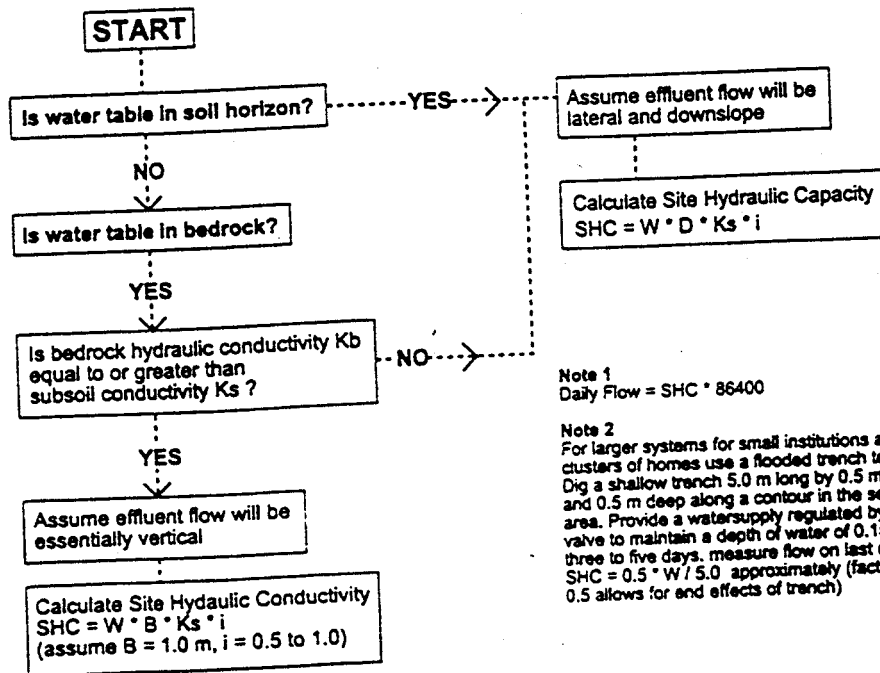 START
Is water table in soil horizon?
YES
Assume effluent flow will be
lateral and downslope
NO
Calculate Site Hydraulic Capacity
SHC = W * D * Ks * i
Is water table in bedrock?
YES
Is bedrock hydraulic conductivity Kb
equal to or greater than
subsoil conductivity Ks ?
NO
Note 1
Daily Flow = SHC * 86400
Note 2
For larger systems for small institutions
clusters of homes use a flooded trench
Dig a shallow trench 5.0 m long by 0.5
and 0.5 m deep along a contour in the
area. Provide a watersupply regulated by
valve to maintain a depth of water of
three to five days. measure flow on last
SHC = 0.5 * W / 5.0 approximately
0.5 allows for end effects of trench)
YES
Assume effluent flow will be
essentially vertical
Calculate Site Hydaulic Conductivity
SHC = W * B * Ks * i
(assume B = 1.0 m, i = 0.5 to 1.0)